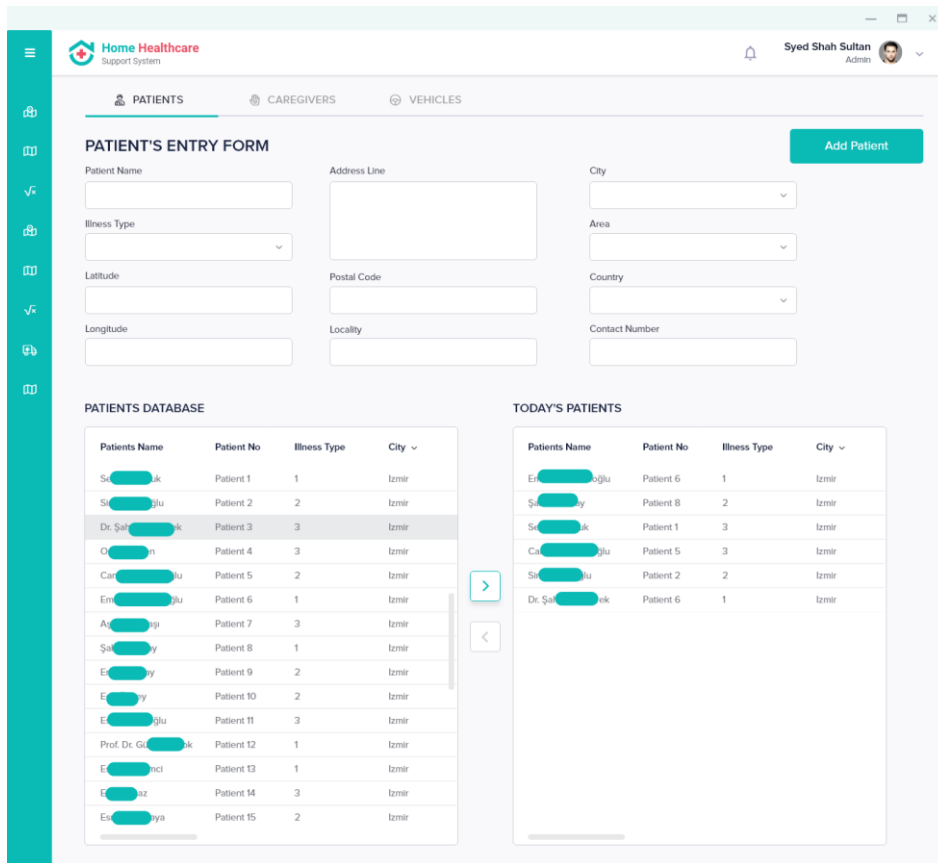 Home Healthcare
Support System
Syed Shah Sultan
Admin
PATIENTS CAREGIVERS VEHICLES
PATIENT'S ENTRY FORM
Add Patient
Patient Name Address Line City
Illness Type Area
Latitude Postal Code Country
Longitude Locality Contact Number
PATIENTS DATABASE
Patients Name Patient No Illness Type City
Patient 1 1 Izmir
Patient 2 2 Izmir
Dr. Patient 3 3 Izmir
Patient 4 3 Izmir
Patient 5 2 Izmir
Patient 6 1 Izmir
Patient 7 3 Izmir
Patient 8 1 Izmir
Patient 9 2 Izmir
Patient 10 2 Izmir
Patient 11 3 Izmir
Prof. Dr. Patient 12 1 Izmir
Patient 13 1 Izmir
Patient 14 3 Izmir
Patient 15 2 Izmir
TODAY'S PATIENTS
Patients Name Patient No Illness Type City
Patient 6 1 Izmir
Patient 8 2 Izmir
Patient 1 3 Izmir
Patient 5 3 Izmir
Patient 2 2 Izmir
Dr. Patient 6 1 Izmir